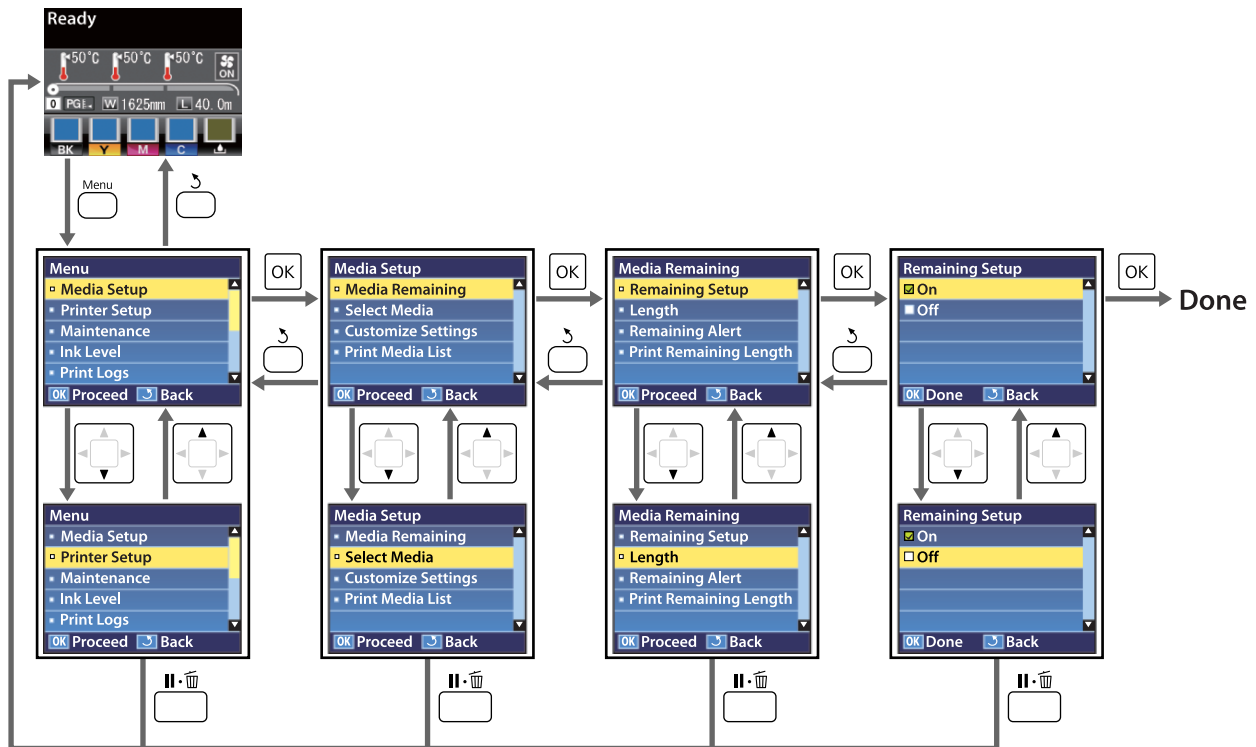 Ready
50°C 50°C 50°C ON
0 PG W 1625mm L 40. 0m
BK Y M C
Menu
Menu
Media Setup
Printer Setup
Maintenance
Ink Level
Print Logs
OK Proceed Back
OK
Media Setup
Media Remaining
Select Media
Customize Settings
Print Media List
OK Proceed Back
OK
Media Remaining
Remaining Setup
Length
Remaining Alert
Print Remaining Length
OK Proceed Back
OK
Remaining Setup
On
Off
OK Done Back
OK
Done
Menu
Media Setup
Printer Setup
Maintenance
Ink Level
Print Logs
OK Proceed Back
Media Setup
Media Remaining
Select Media
Customize Settings
Print Media List
OK Proceed Back
Media Remaining
Remaining Setup
Length
Remaining Alert
Print Remaining Length
OK Proceed Back
Remaining Setup
On
Off
OK Done Back